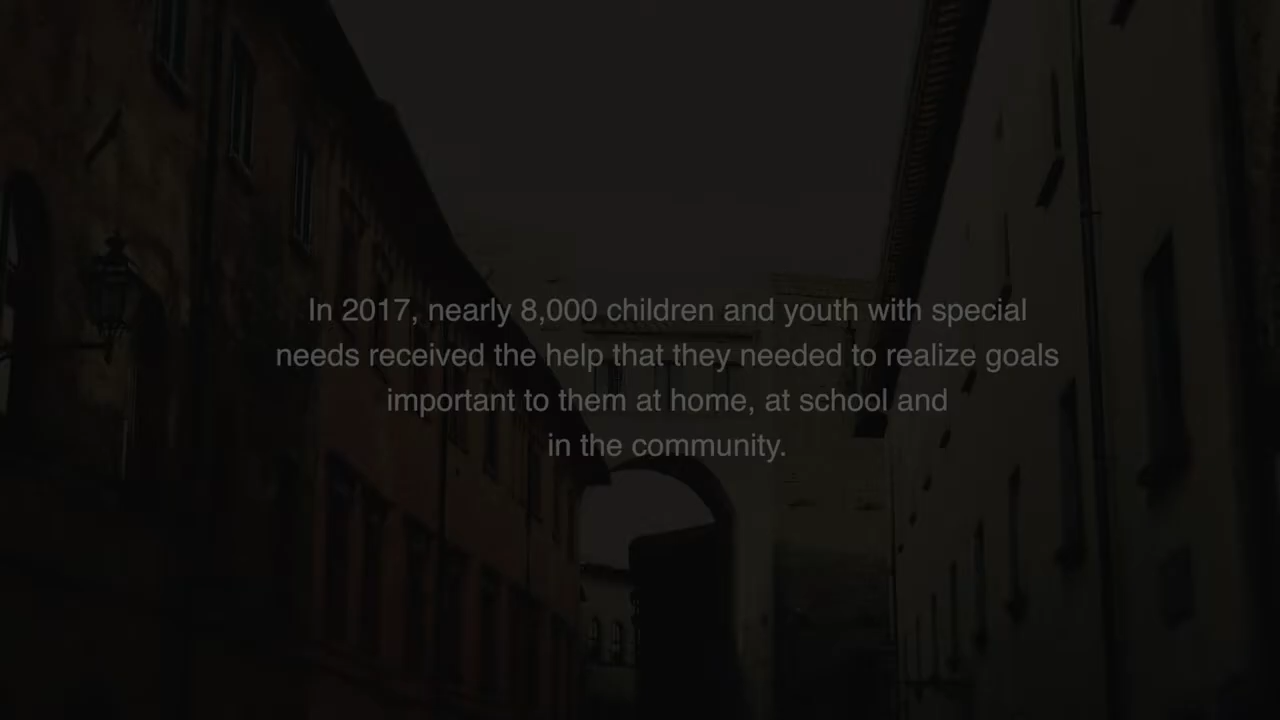 In 2017, nearly 8,000 children and youth with special
needs received the help that they needed to realize goals
important to them at home, at school and
in the community.